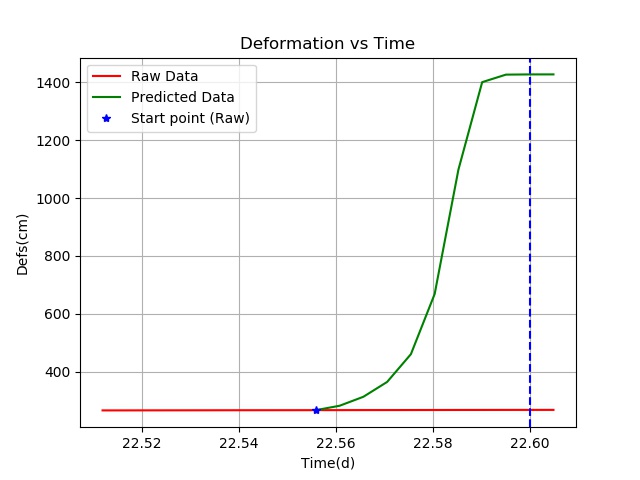 Deformation vs Time
Raw Data
Predicted Data
Start point (Raw)
1400
1200
1000
800
600
400
Defs(cm)
22.52 22.54 22.56 22.58 22.60
Time(d)